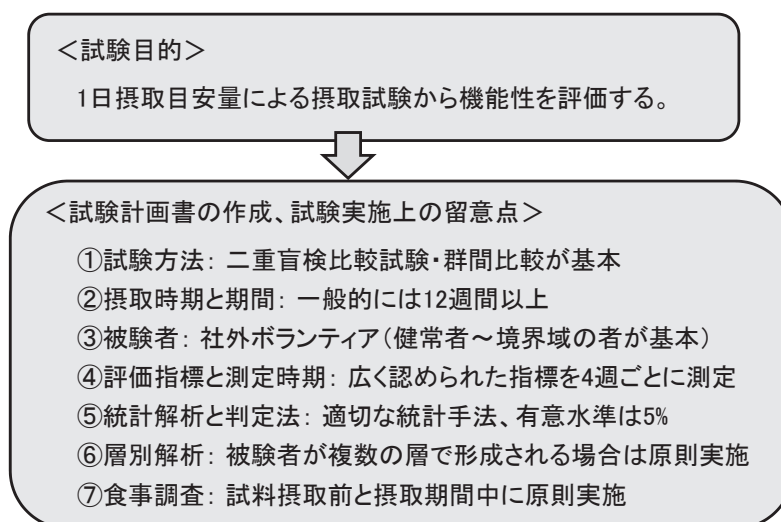 ＜試験目的＞
1日摂取目安量による摂取試験から機能性を評価する。
＜試験計画書の作成、試験実施上の留意点＞
①試験方法：二重盲検比較試験・群間比較が基本
②摂取時期と期間：一般的には12週間以上
③被験者：社外ボランティア（健常者～境界域の者が基本）
④評価指標と測定時期：広く認められた指標を4週ごとに測定
⑤統計解析と判定法：適切な統計手法、有意水準は5%
⑥層別解析：被験者が複数の層で形成される場合は原則実施
⑦食事調査：試料摂取前と摂取期間中に原則実施